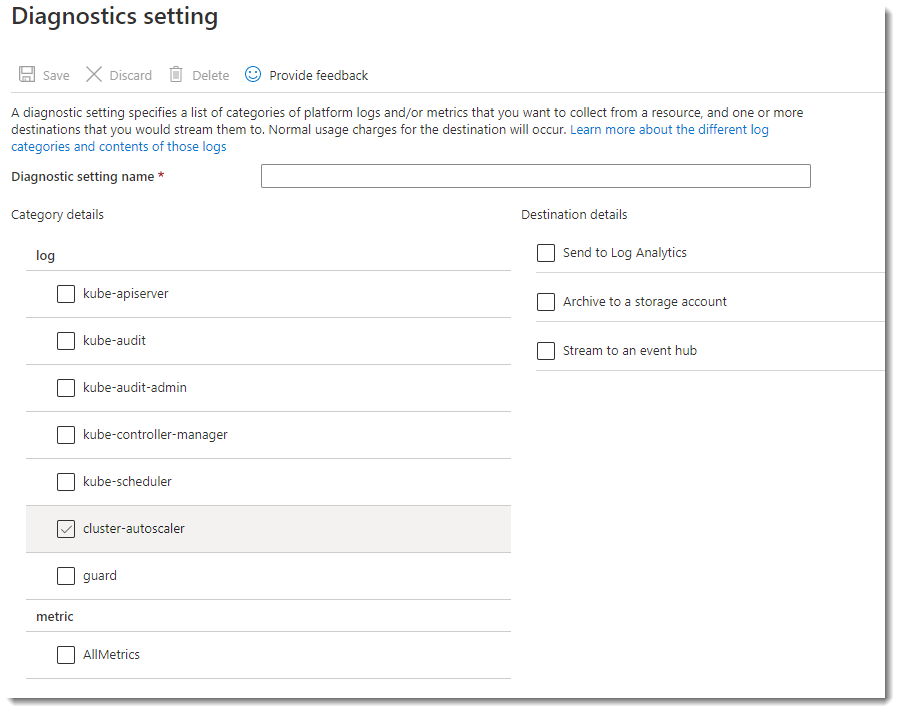 Diagnostics setting
Save Discard Delete Provide feedback
A diagnostic setting specifies a list of categories of platform logs and/or metrics that you want to collect from a resource, and one or more
destinations that you would stream them to. Normal usage charges for the destination will occur. Learn more about the different log
categories and contents of those logs
Diagnostic setting name *
Category details
Destination details
log
Send to Log Analytics
kube-apiserver
Archive to a storage account
kube-audit
Stream to an event hub
kube-audit-admin
kube-controller-manager
kube-scheduler
cluster-autoscaler
guard
metric
AllMetrics